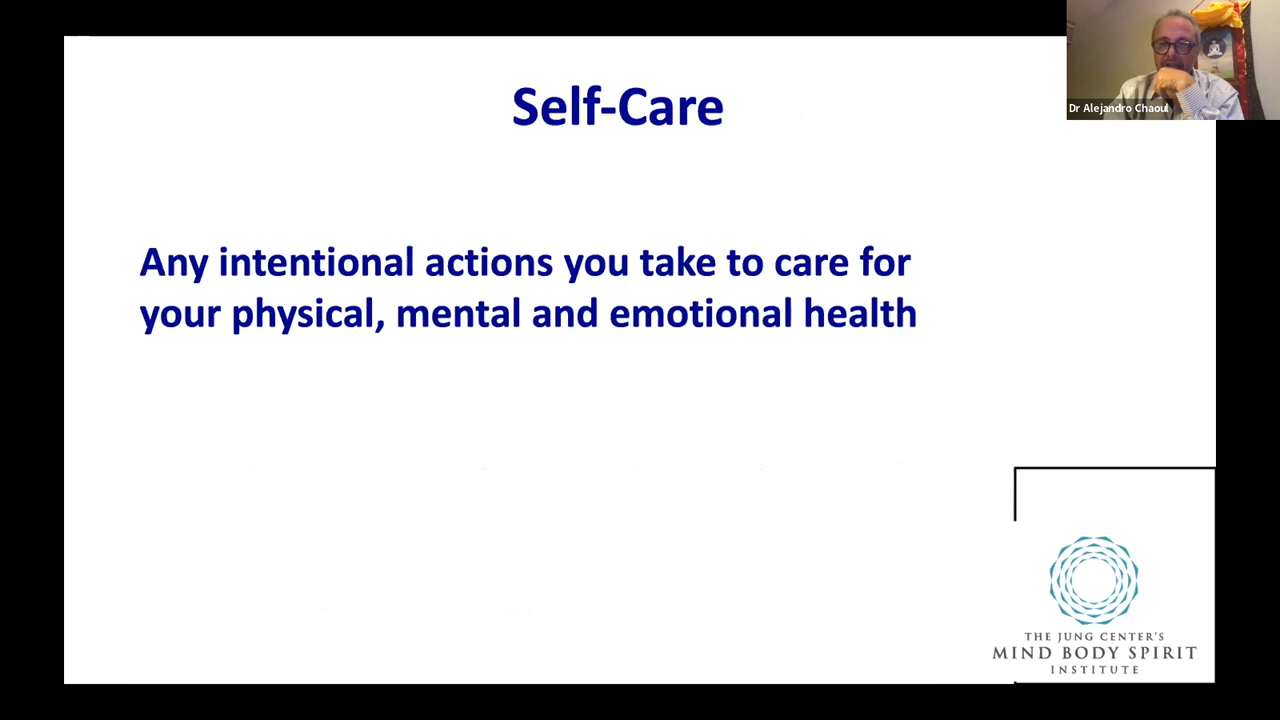 Self-Care
Dr Alejandro Chaoul
Any intentional actions you take to care for
your physical, mental and emotional health
THE JUNG CENTER'S
MIND BODY SPIRIT
INSTITUTE